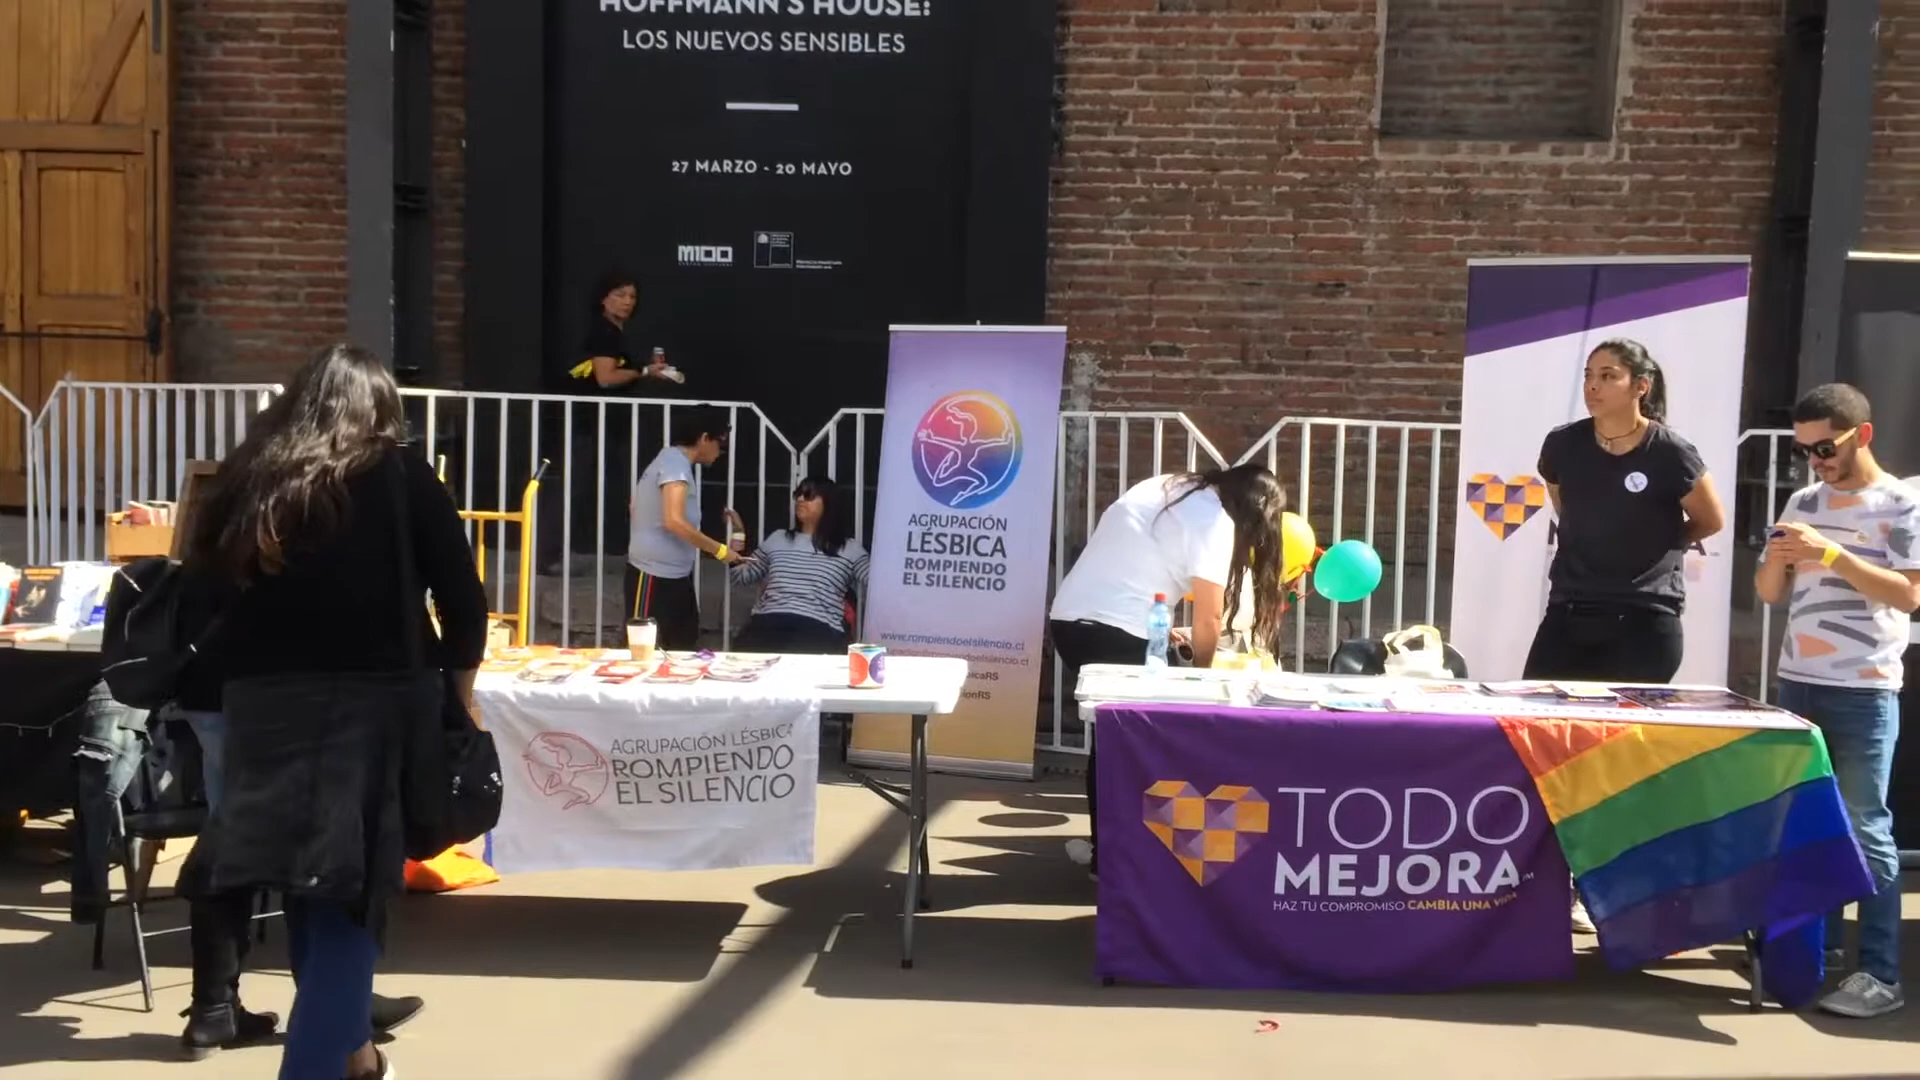 HOFFMANN'S HOUSE:
LOS NUEVOS SENSIBLES
27 MARZO - 20 MAYO
M100
AGRUPACIÓN
LÉSBICA
ROMPIENDO
EL SILENCIO
www.rompiendoelsilencio.cl
AGRUPACIÓN LÉSBICA
ROMPIENDO
EL SILENCIO
TODO
MEJORA
HAZ TU COMPROMISO CAMBIA UNA VIDA